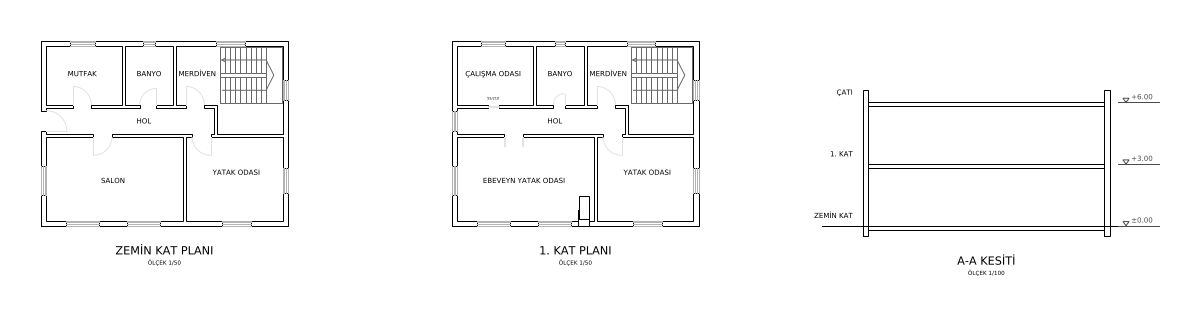 MUTFAK
BANYO
MERDİVEN
HOL
SALON
YATAK ODASI
ZEMİN KAT PLANI
ÖLÇEK 1/50
ÇALIŞMA ODASI
BANYO
MERDİVEN
HOL
EBEVEYN YATAK ODASI
YATAK ODASI
1. KAT PLANI
ÖLÇEK 1/50
ÇATI
+6.00
1. KAT
+3.00
ZEMİN KAT
±0.00
A-A KESİTİ
ÖLÇEK 1/100